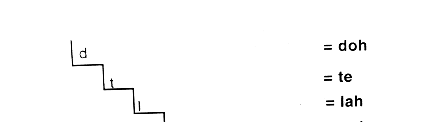 d = doh
t = te
l = lah